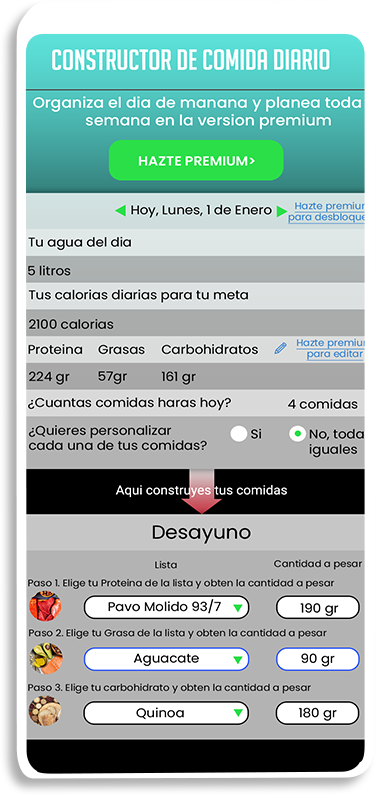 CONSTRUCTOR DE COMIDA DIARIO
Organiza el dia de manana y planea toda
semana en la version premium
HAZTE PREMIUM>
Hoy, Lunes, 1 de Enero
Hazte premium
para desbloque
Tu agua del dia
5 litros
Tus calorias diarias para tu meta
2100 calorias
Proteina Grasas Carbohidratos
Hazte premium
para editar
224 gr 57gr 161 gr
¿Cuantas comidas haras hoy? 4 comidas
¿Quieres personalizar
cada una de tus comidas?
Si
No, toda
iguales
Aqui construyes tus comidas
Desayuno
Lista Cantidad a pesar
Paso 1. Elige tu Proteina de la lista y obten la cantidad a pesar
Pavo Molido 93/7 190 gr
Paso 2. Elige tu Grasa de la lista y obten la cantidad a pesar
Aguacate 90 gr
Paso 3. Elige tu carbohidrato y obten la cantidad a pesar
Quinoa 180 gr